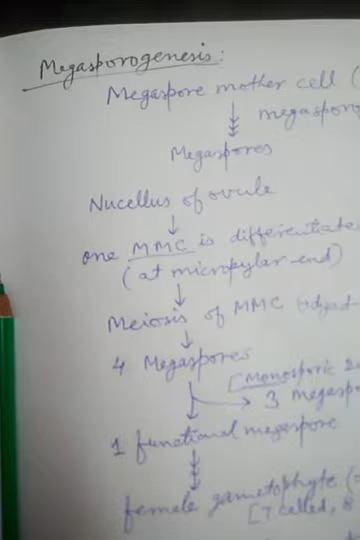 Megasporogenesis:
Megaspore mother cell (
megasporo
Megaspores
Nucellus of ovule
one MMC is differentiate
(at micropylar end)
Meiosis of MMC
4 Megaspores
[Monosporic
3 megasp
1 functional megaspore
female gametophyte (
[7 celled, 8